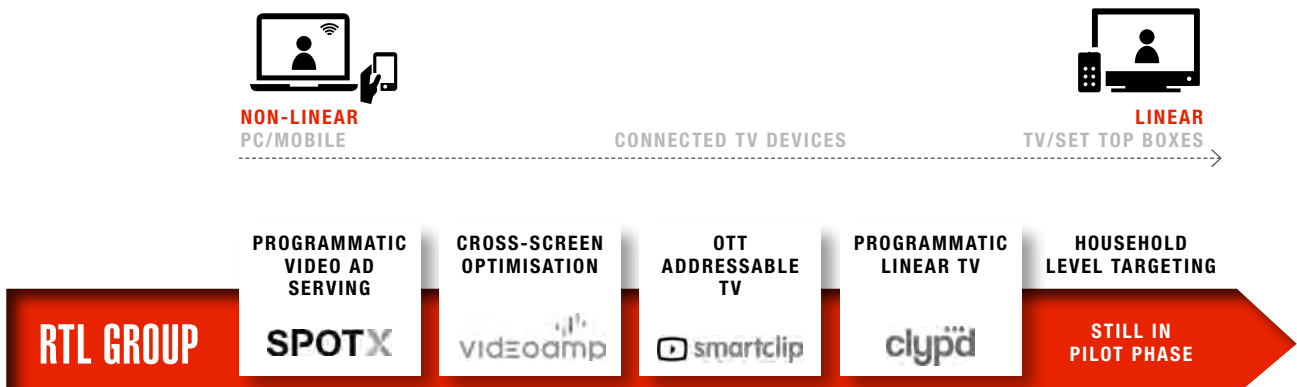 NON-LINEAR
PC/MOBILE
CONNECTED TV DEVICES
LINEAR
TV/SET TOP BOXES
PROGRAMMATIC
VIDEO AD
SERVING
SPOTX
CROSS-SCREEN
OPTIMISATION
videoamp
OTT
ADDRESSABLE
TV
smartclip
PROGRAMMATIC
LINEAR TV
clypd
HOUSEHOLD
LEVEL TARGETING
STILL IN
PILOT PHASE
RTL GROUP